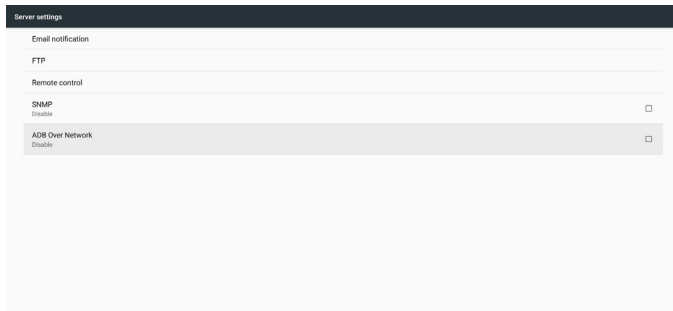 Server settings
Email notification
FTP
Remote control
SNMP
Disable
ADB Over Network
Disable